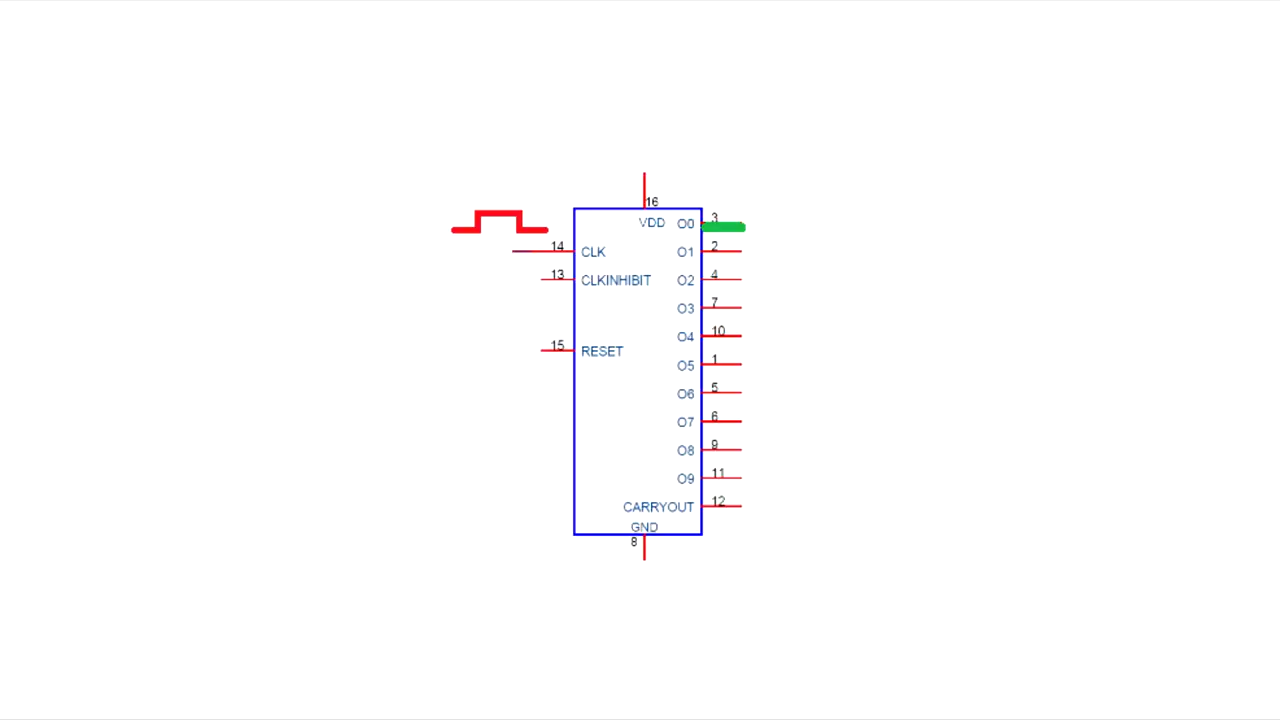 16
VDD O0 3
14 CLK O1 2
13 CLKINHIBIT O2 4
O3 7
O4 10
15 RESET O5 1
O6 5
O7 6
O8 9
O9 11
CARRYOUT 12
GND
8